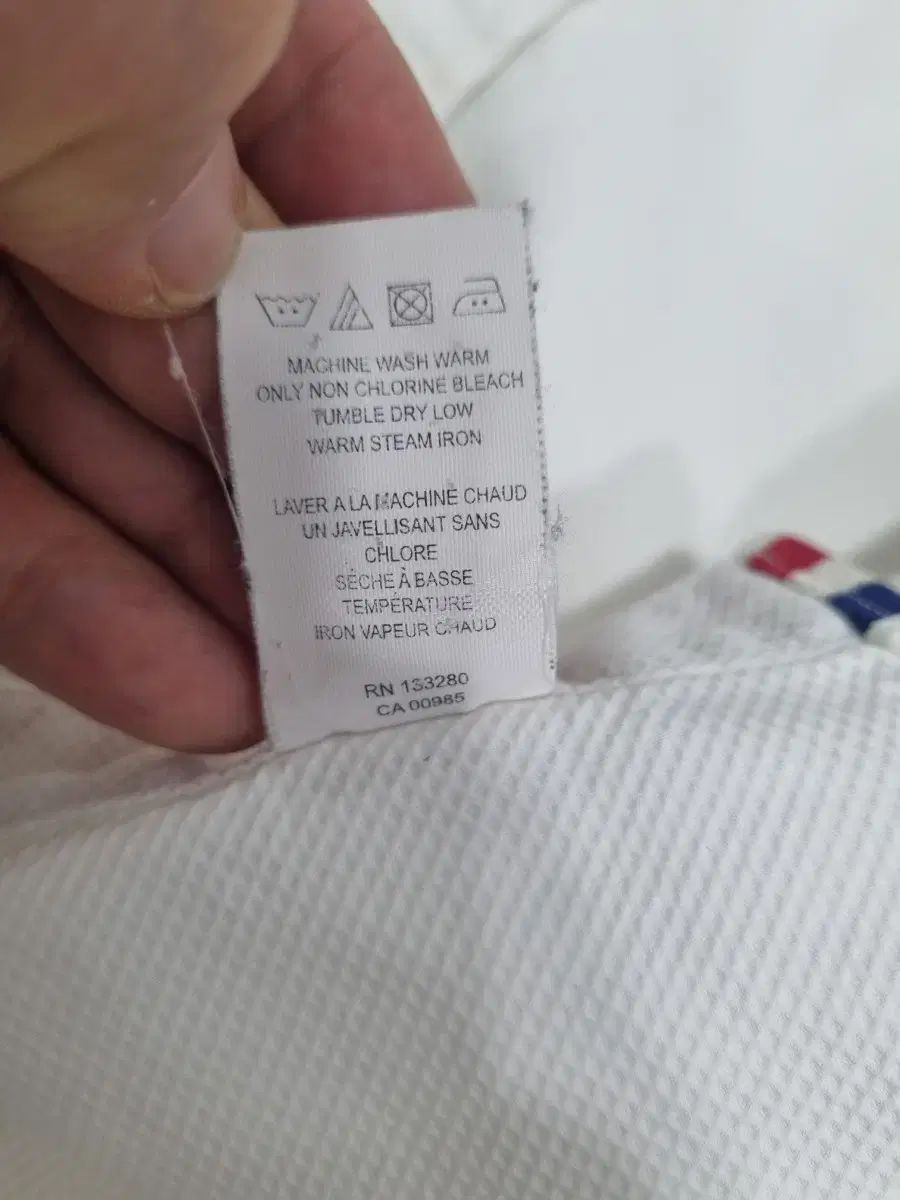 MACHINE WASH WARM
ONLY NON CHLORINE BLEACH
TUMBLE DRY LOW
WARM STEAM IRON
LAVER A LA MACHINE CHAUD
UN JAVELLISANT SANS
CHLORE
SÉCHE À BASSE
TEMPÉRATURE
IRON VAPEUR CHAUD
RN 133280
CA 00985